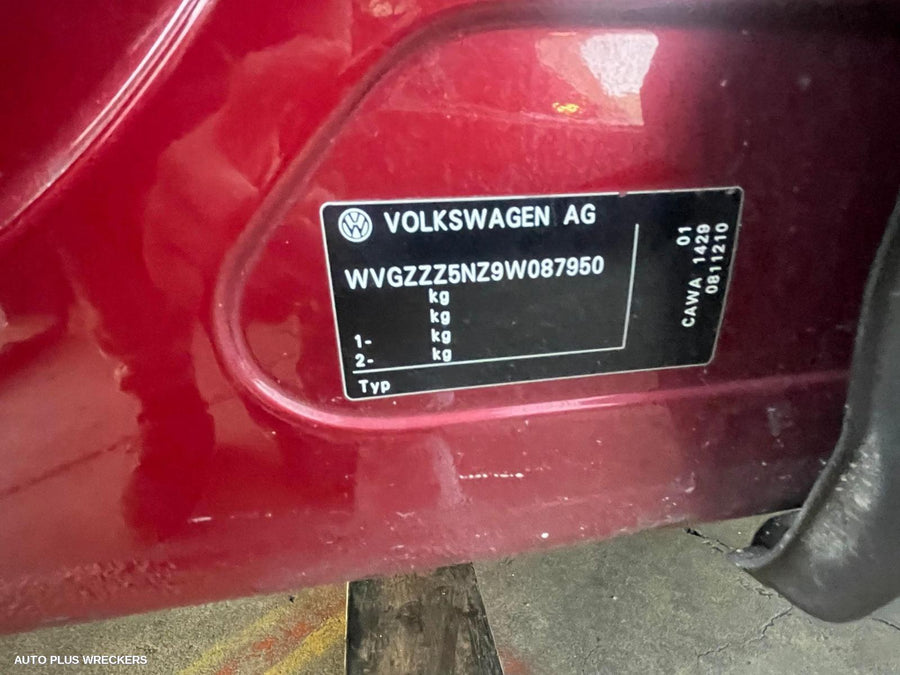 VOLKSWAGEN AG
WVGZZZ5NZ9W087950
kg
kg
1- kg
2- kg
Typ
01
CAWA 1429
0811210
AUTO PLUS WRECKERS